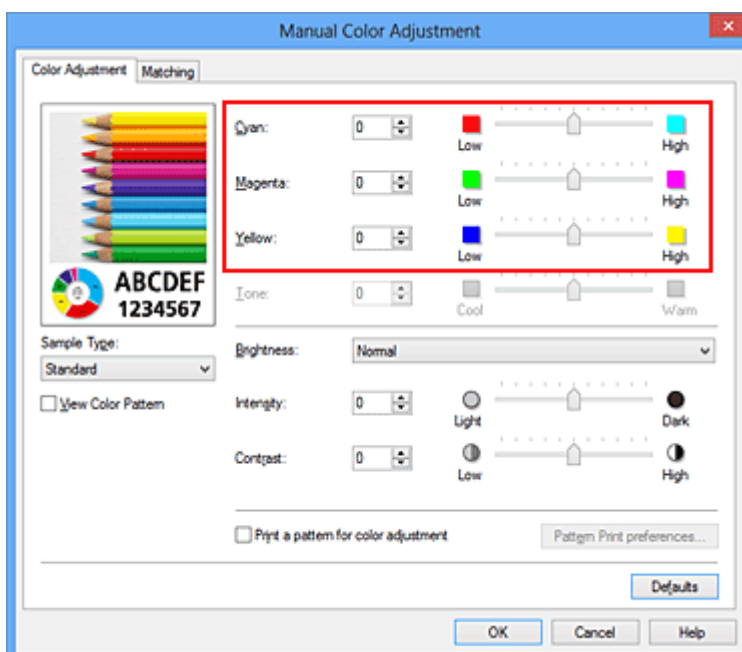 Manual Color Adjustment
Color Adjustment Matching
Cyan: 0 Low High
Magenta: 0 Low High
Yellow: 0 Low High
ABCDEF
1234567
Tone: 0 Cool Warm
Sample Type:
Standard
View Color Pattern
Brightness: Normal
Intensity: 0 Light Dark
Contrast: 0 Low High
Print a pattern for color adjustment Pattern Print preferences...
Defaults
OK Cancel Help